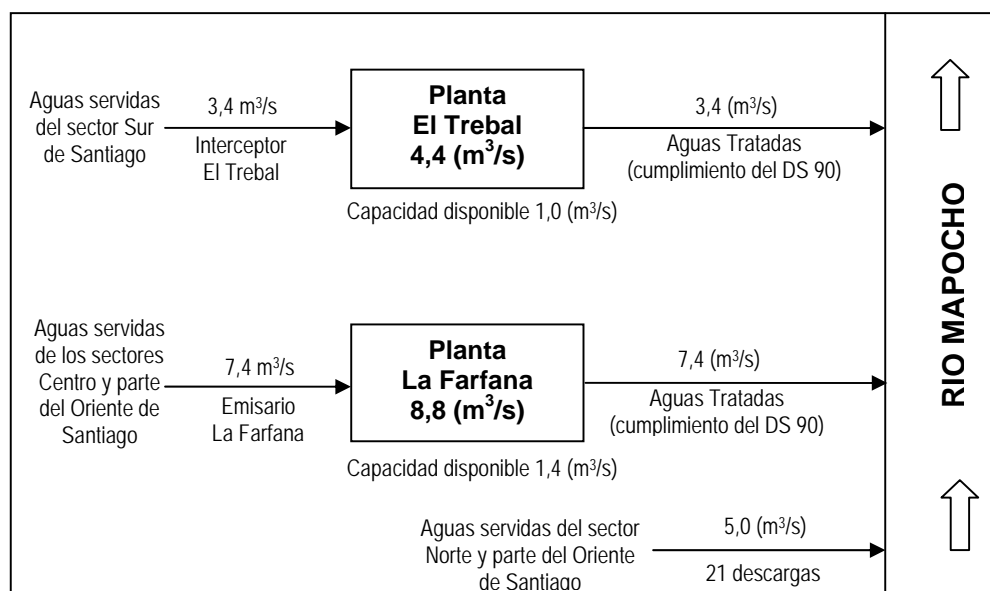 Aguas servidas
del sector Sur
de Santiago
3,4 m³/s
Interceptor
El Trebal
Planta
El Trebal
4,4 (m³/s)
Capacidad disponible 1,0 (m³/s)
3,4 (m³/s)
Aguas Tratadas
(cumplimiento del DS 90)
Aguas servidas
de los sectores
Centro y parte
del Oriente de
Santiago
7,4 m³/s
Emisario
La Farfana
Planta
La Farfana
8,8 (m³/s)
Capacidad disponible 1,4 (m³/s)
7,4 (m³/s)
Aguas Tratadas
(cumplimiento del DS 90)
Aguas servidas del sector
Norte y parte del Oriente
de Santiago
5,0 (m³/s)
21 descargas
RIO MAPOCHO